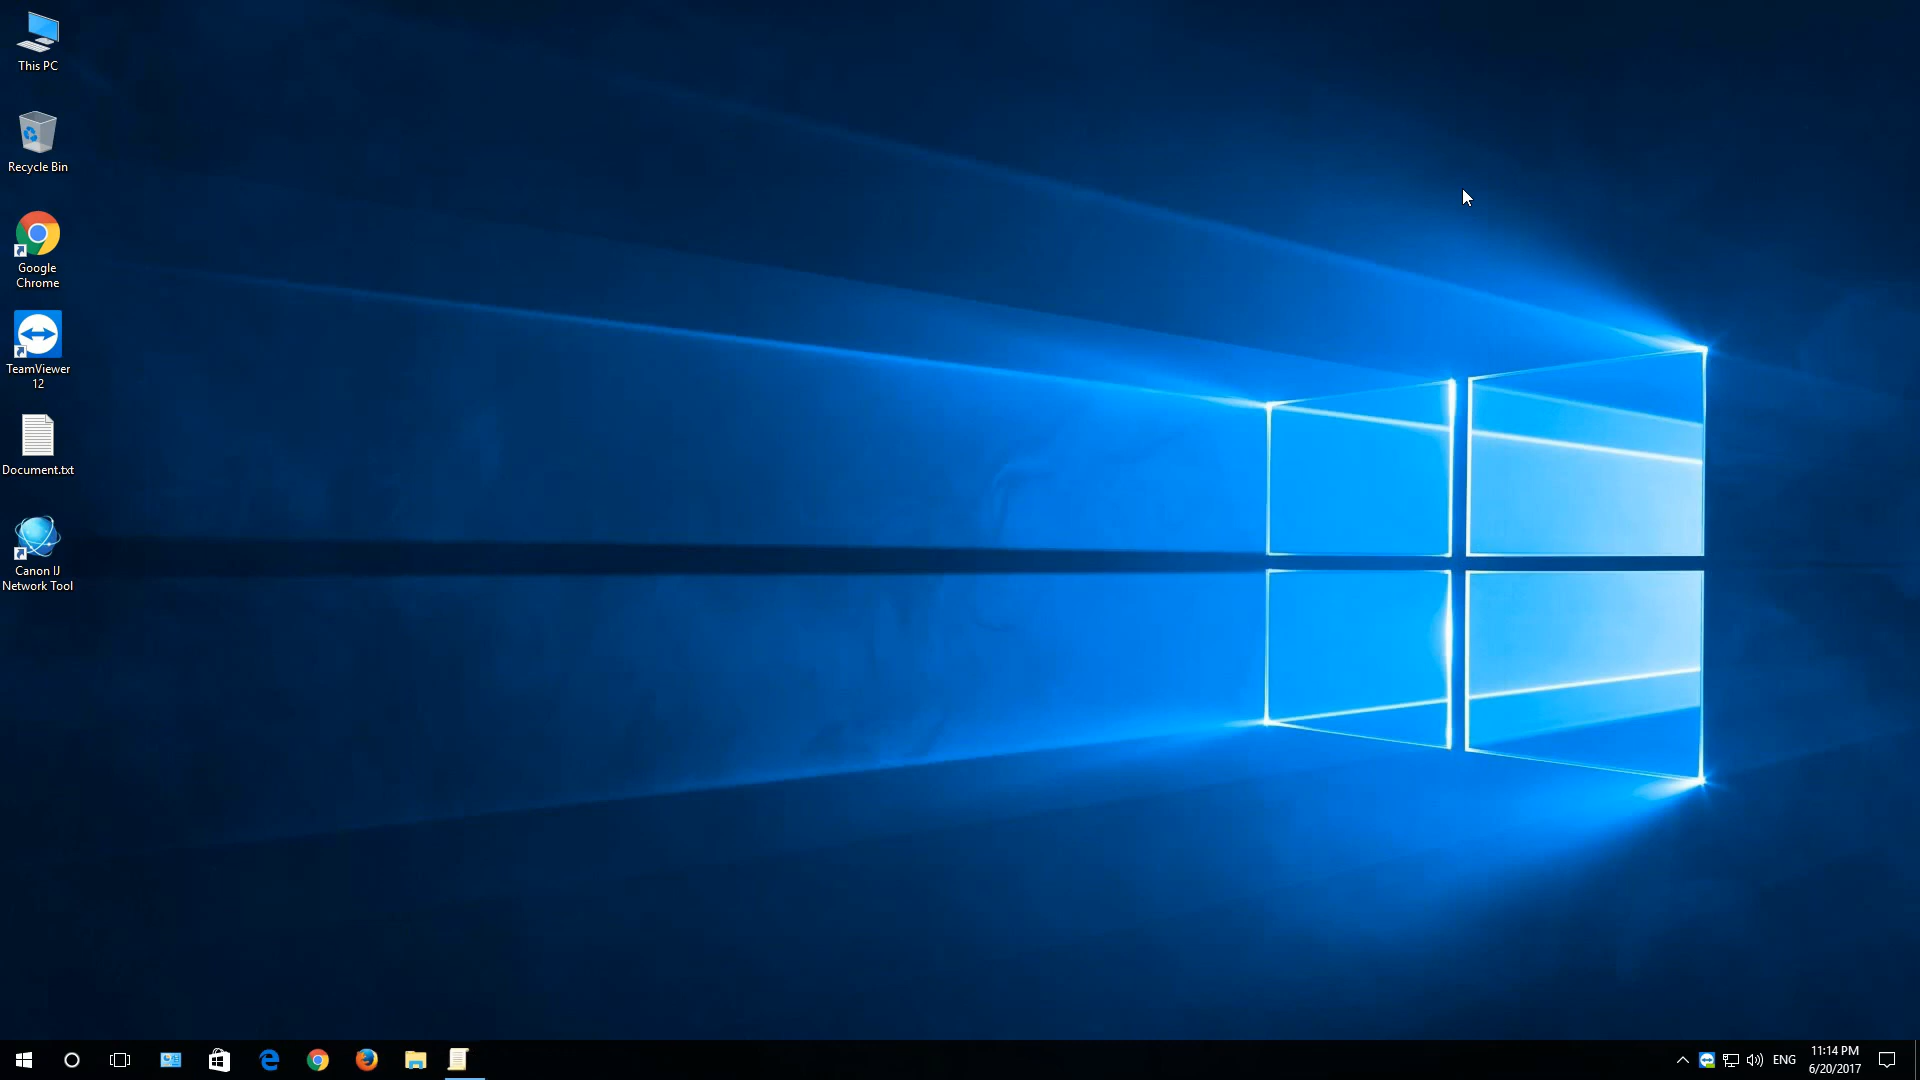 This PC
Recycle Bin
Google
Chrome
TeamViewer
12
Document.txt
Canon IJ
Network Tool
ENG
11:14 PM
6/20/2017